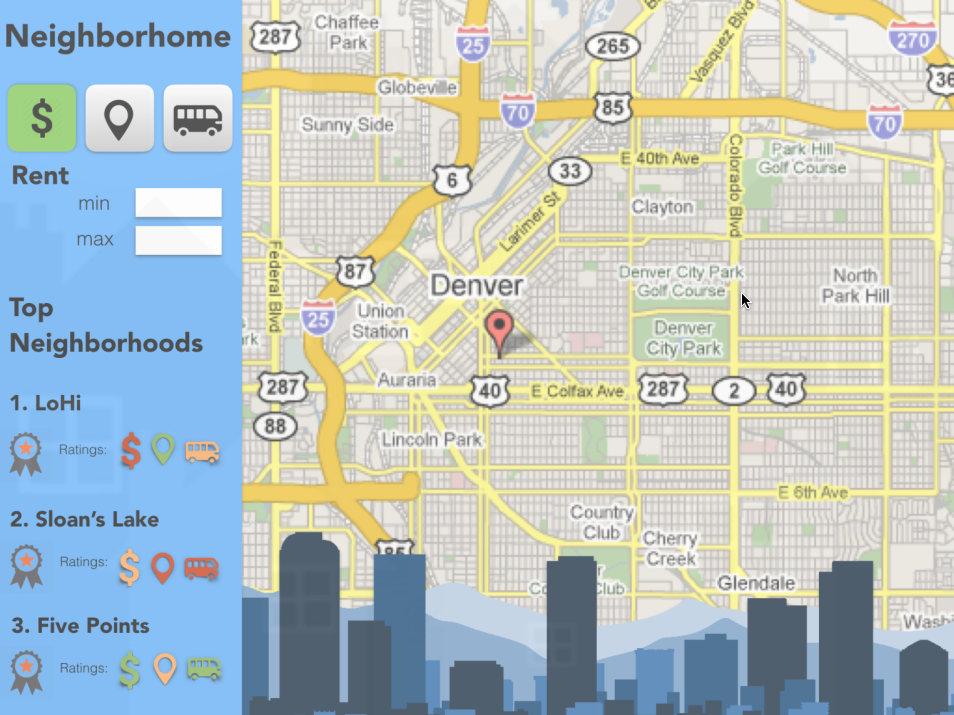 Neighborhome
$
Rent
min
max
Top
Neighborhoods
1. LoHi
Ratings: $
2. Sloan's Lake
Ratings: $
3. Five Points
Ratings: $
287
Chaffee
Park
25
265
Vasquez Blvd
270
36
Globeville
70
85
70
Sunny Side
E 40th Ave
Park Hill
Golf Course
6
33
Colorado Blvd
Larimer St
Clayton
Federal Blvd
87
Denver
Denver City Park
Golf Course
North
Park Hill
25
Union
Station
Denver
City Park
287
Auraria
40
E Colfax Ave
287
2
40
88
Lincoln Park
E 6th Ave
Country
Club
Cherry
Creek
Glendale